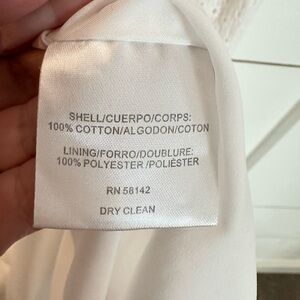 SHELL/CUERPO/CORPS:
100% COTTON/ALGODON/COTON
LINING/FORRO/DOUBLURE:
100% POLYESTER /POLIÉSTER
RN 58142
DRY CLEAN